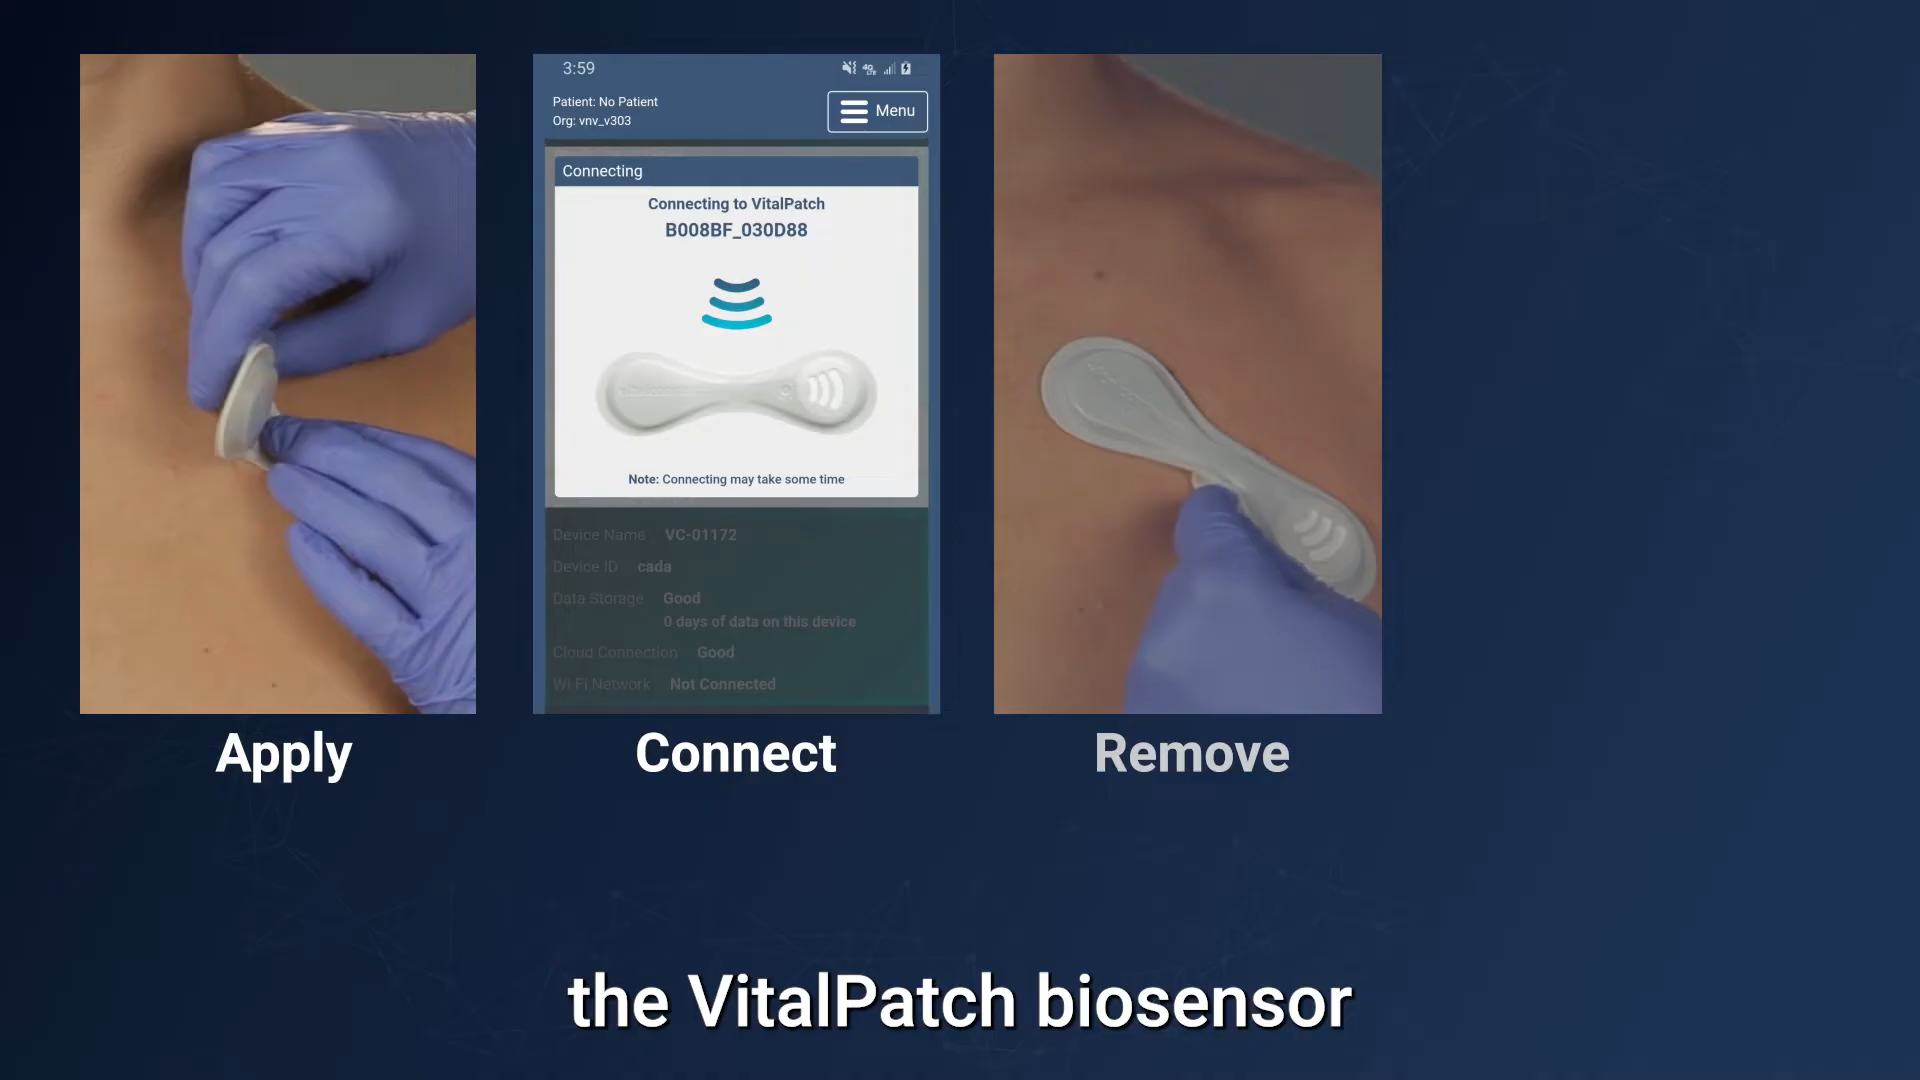 3:59
Patient: No Patient
Org: vnv_v303
Menu
Connecting
Connecting to VitalPatch
B008BF_030D88
Note: Connecting may take some time
Device Name VC-01172
Device ID cada
Data Storage Good
0 days of data on this device
Cloud Connection Good
Wi Fi Network Not Connected
Apply
Connect
Remove
the VitalPatch biosensor